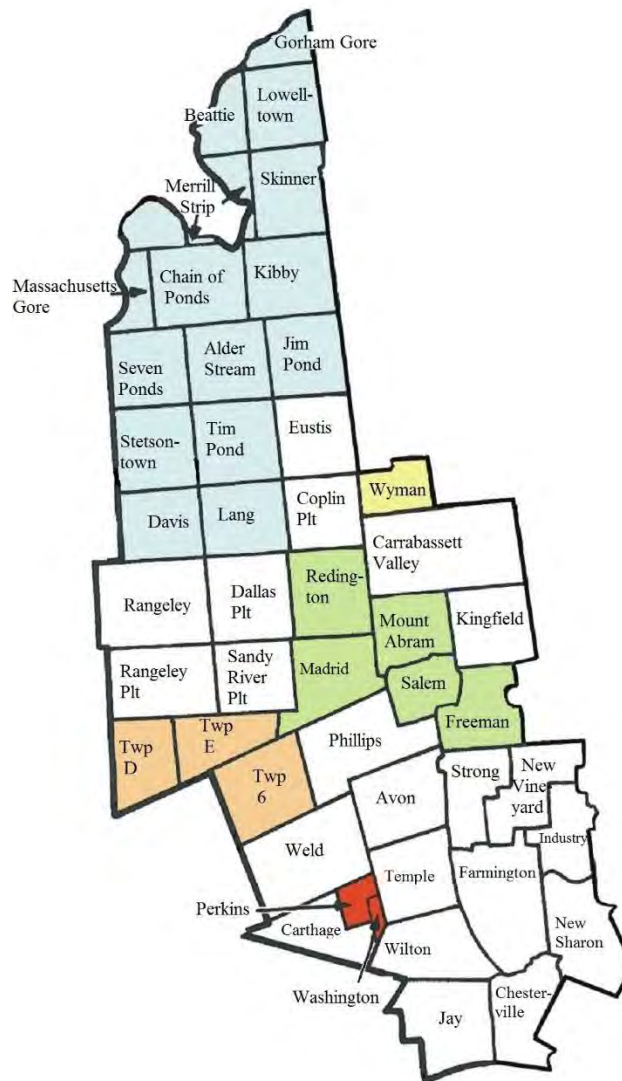 Gorham Gore
Lowell-
town
Beattie
Skinner
Merrill
Strip
Massachusetts
Gore
Chain of
Ponds
Kibby
Seven
Ponds
Alder
Stream
Jim
Pond
Stetson-
town
Tim
Pond
Eustis
Davis
Lang
Coplin
Plt
Wyman
Carrabassett
Valley
Rangeley
Dallas
Plt
Reding-
ton
Mount
Abram
Kingfield
Rangeley
Plt
Sandy
River
Plt
Madrid
Salem
Freeman
Twp
D
Twp
E
Twp
6
Phillips
Strong
New
Vine
yard
Avon
Industry
Weld
Temple
Farmington
Perkins
Carthage
Wilton
New
Sharon
Washington
Jay
Chester-
ville